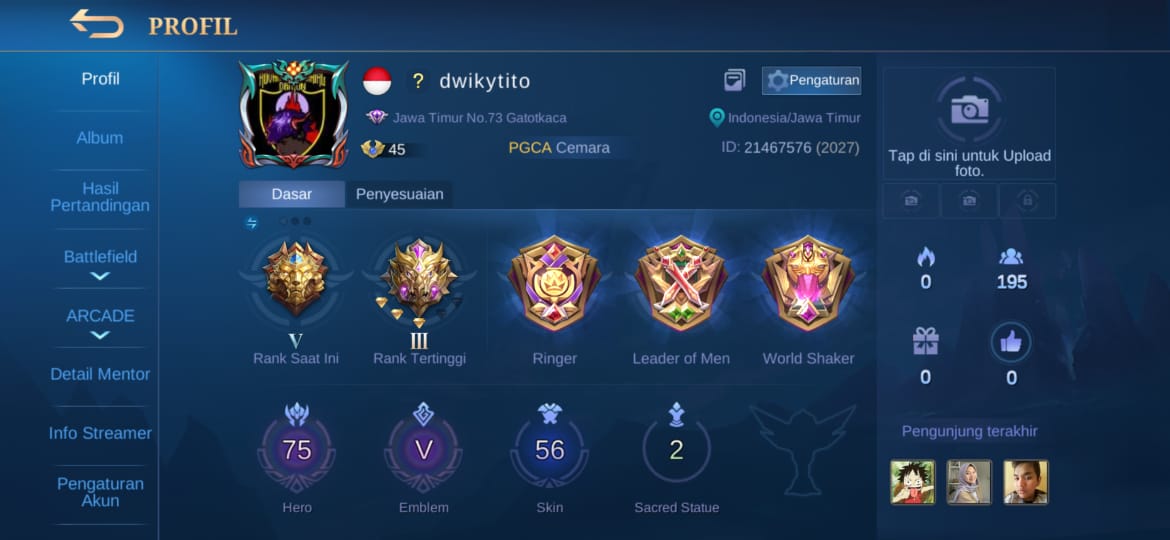 PROFIL
Profil
Album
Hasil
Pertandingan
Battlefield
ARCADE
Detail Mentor
Info Streamer
Pengaturan
Akun
? dwikytito
Pengaturan
Jawa Timur No.73 Gatotkaca
Indonesia/Jawa Timur
45
PGCA Cemara
ID: 21467576 (2027)
Dasar
Penyesuaian
V
Rank Saat Ini
III
Rank Tertinggi
Ringer
Leader of Men
World Shaker
75
Hero
V
Emblem
56
Skin
2
Sacred Statue
Tap di sini untuk Upload
foto.
0
195
0
0
Pengunjung terakhir